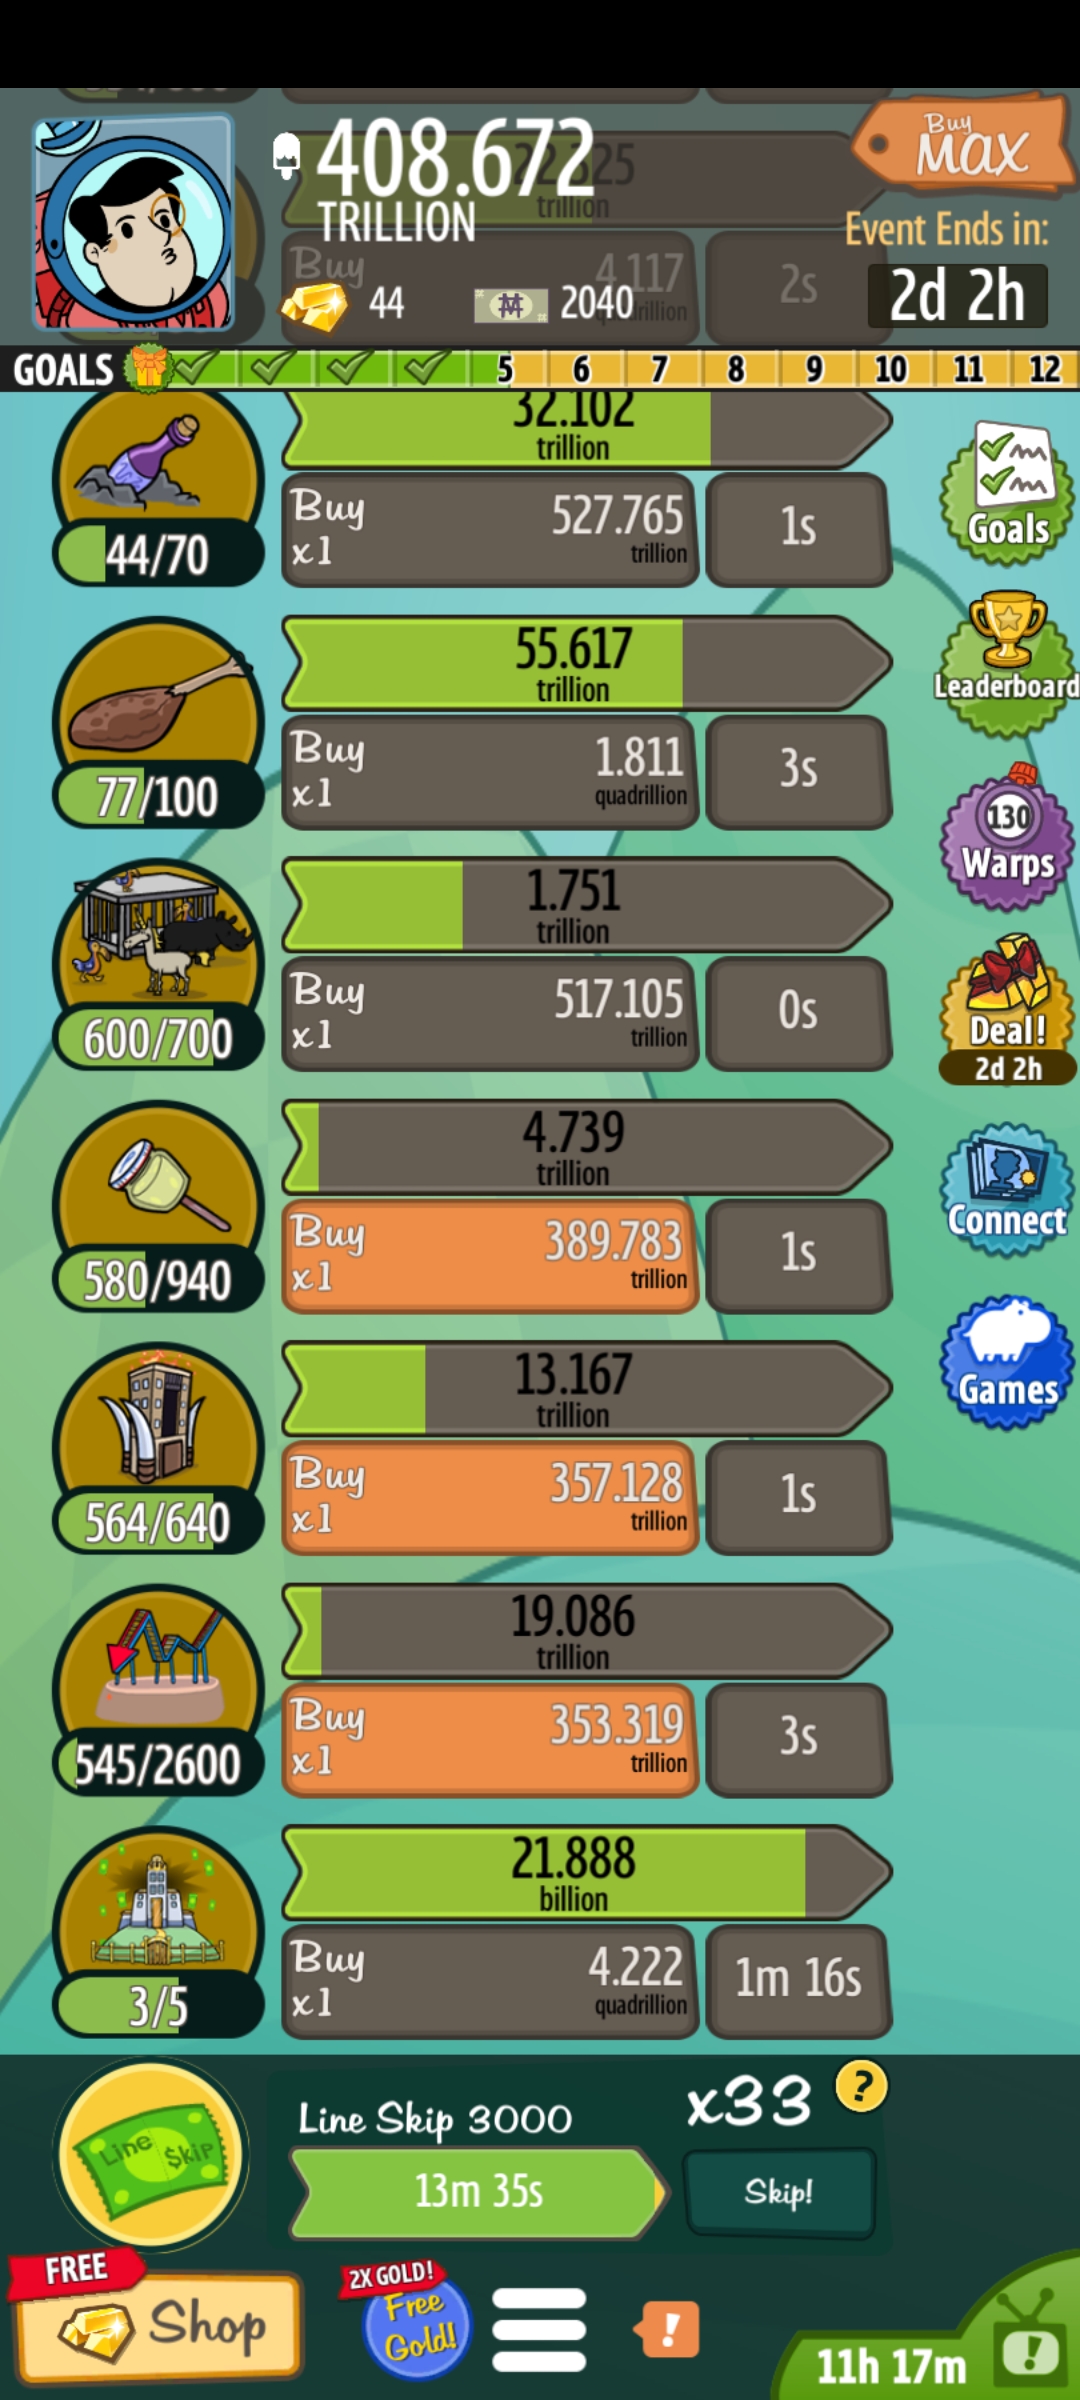 408.672
TRILLION
trillion
Buy
4.117
2s
44
2040
Buy
MAX
Event Ends in:
2d 2h
GOALS
5 6 7 8 9 10 11 12
32.102
trillion
44/70
Buy
x1
527.765
trillion
1s
55.617
trillion
77/100
Buy
x1
1.811
quadrillion
3s
1.751
trillion
600/700
Buy
x1
517.105
trillion
0s
4.739
trillion
580/940
Buy
x1
389.783
trillion
1s
13.167
trillion
564/640
Buy
x1
357.128
trillion
1s
19.086
trillion
545/2600
Buy
x1
353.319
trillion
3s
21.888
billion
3/5
Buy
x1
4.222
quadrillion
1m 16s
Goals
Leaderboard
130
Warps
Deal!
2d 2h
Connect
Games
Line Skip
Line Skip 3000
13m 35s
x33
?
Skip!
FREE
Shop
2X GOLD!
Free
Gold!
!
11h 17m
!